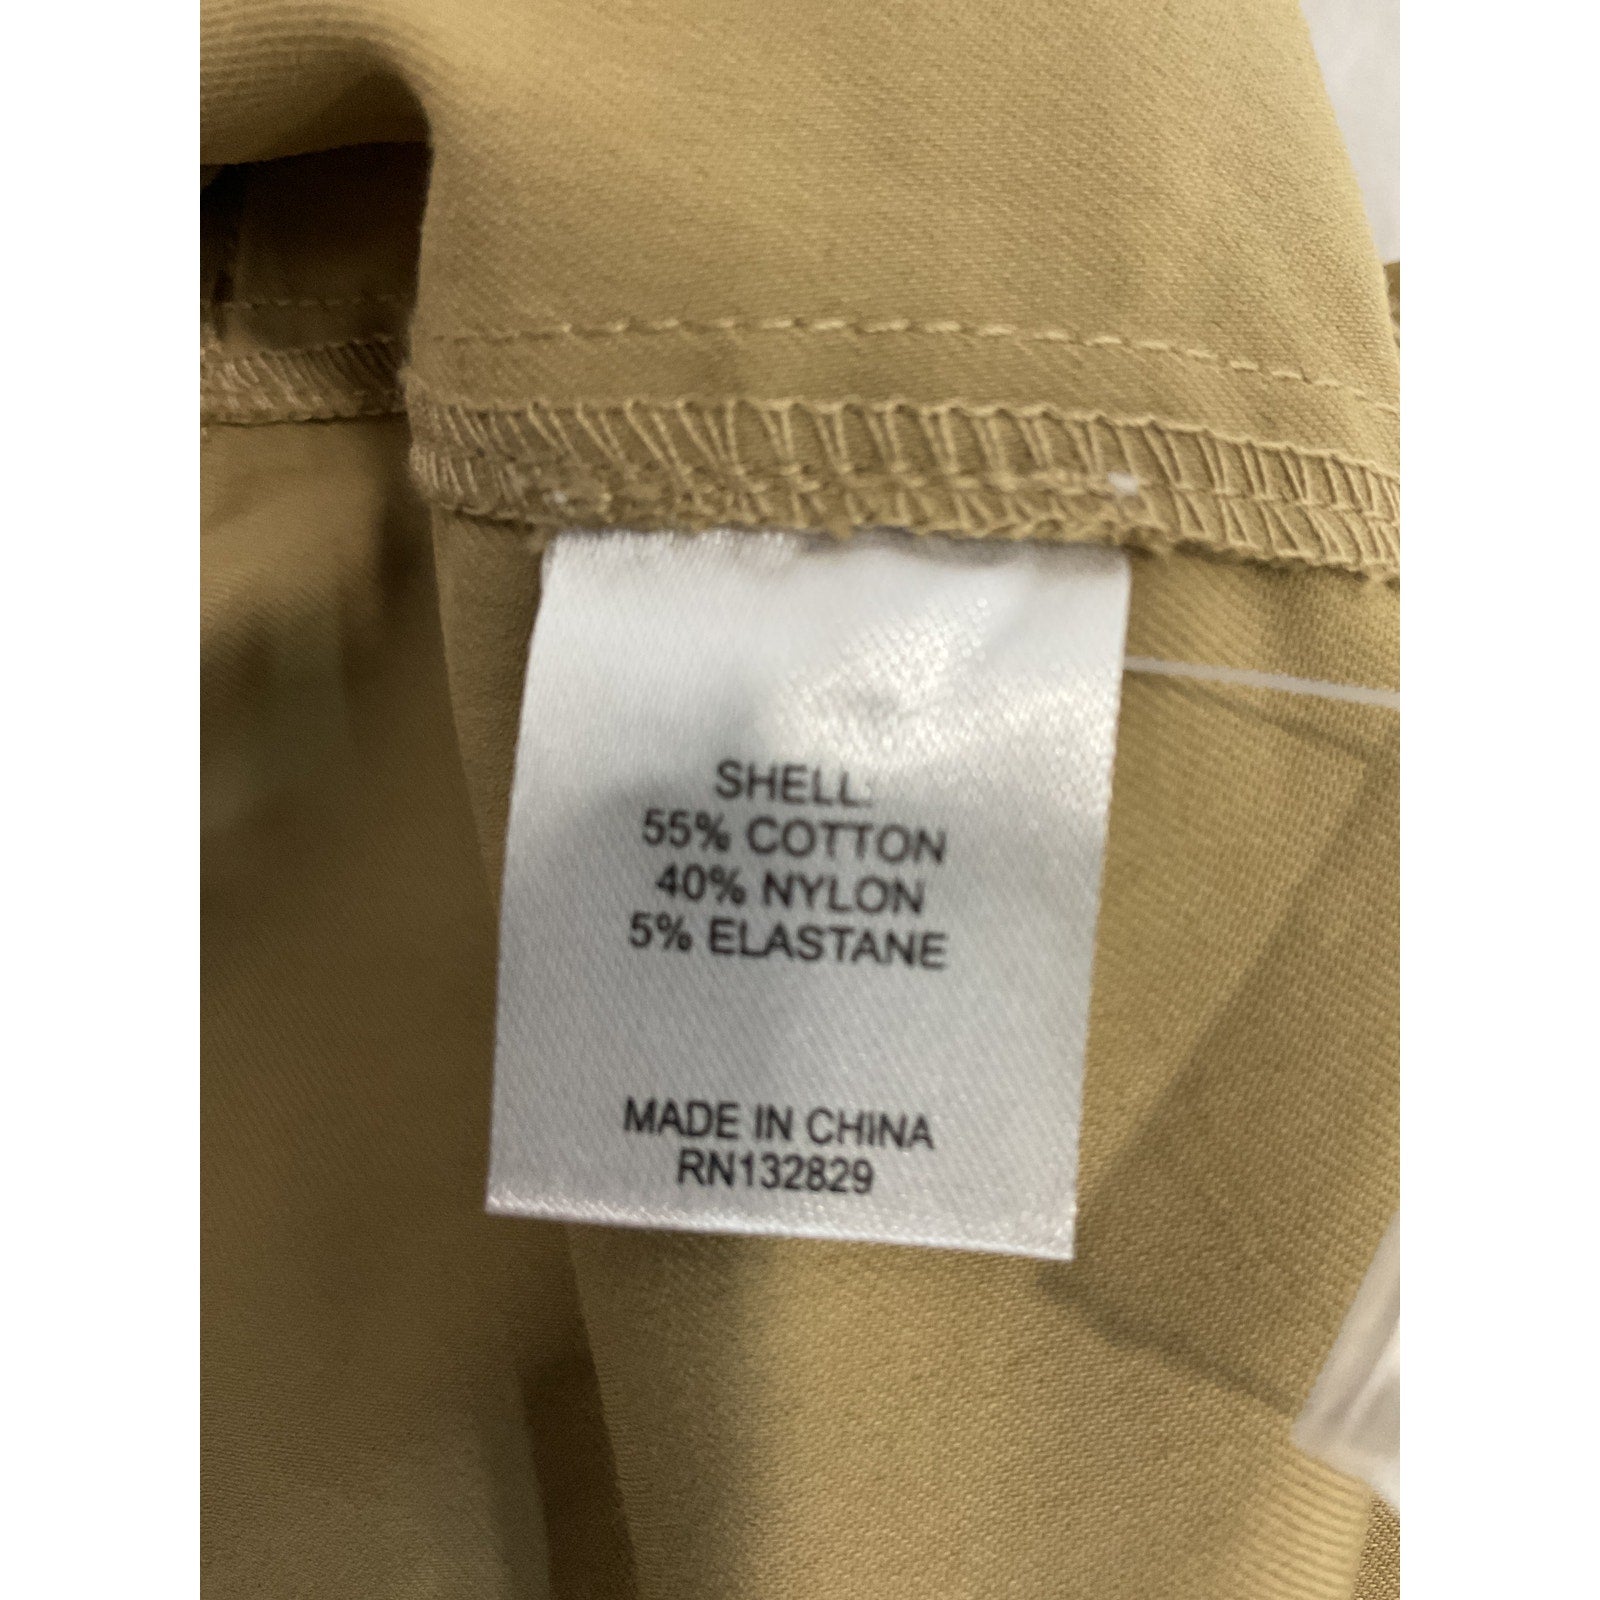 SHELL:
55% COTTON
40% NYLON
5% ELASTANE
MADE IN CHINA
RN132829